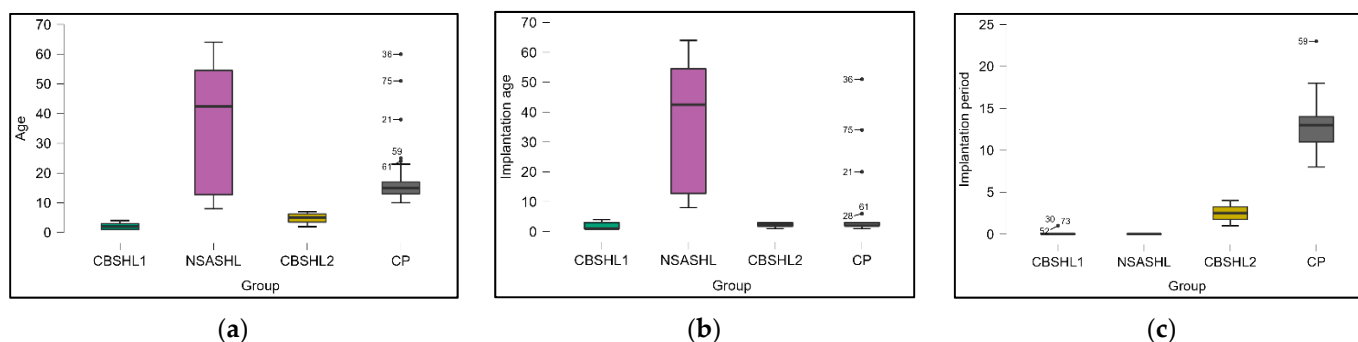 70
60
50
40
30
20
10
0
Age
36
75
21
59
61
CBSHL1 NSASHL CBSHL2 CP
Group
(a)
70
60
50
40
30
20
10
0
Implantation age
36
75
21
61
28
CBSHL1 NSASHL CBSHL2 CP
Group
(b)
25
20
15
10
5
0
Implantation period
59
30 73
52
CBSHL1 NSASHL CBSHL2 CP
Group
(c)